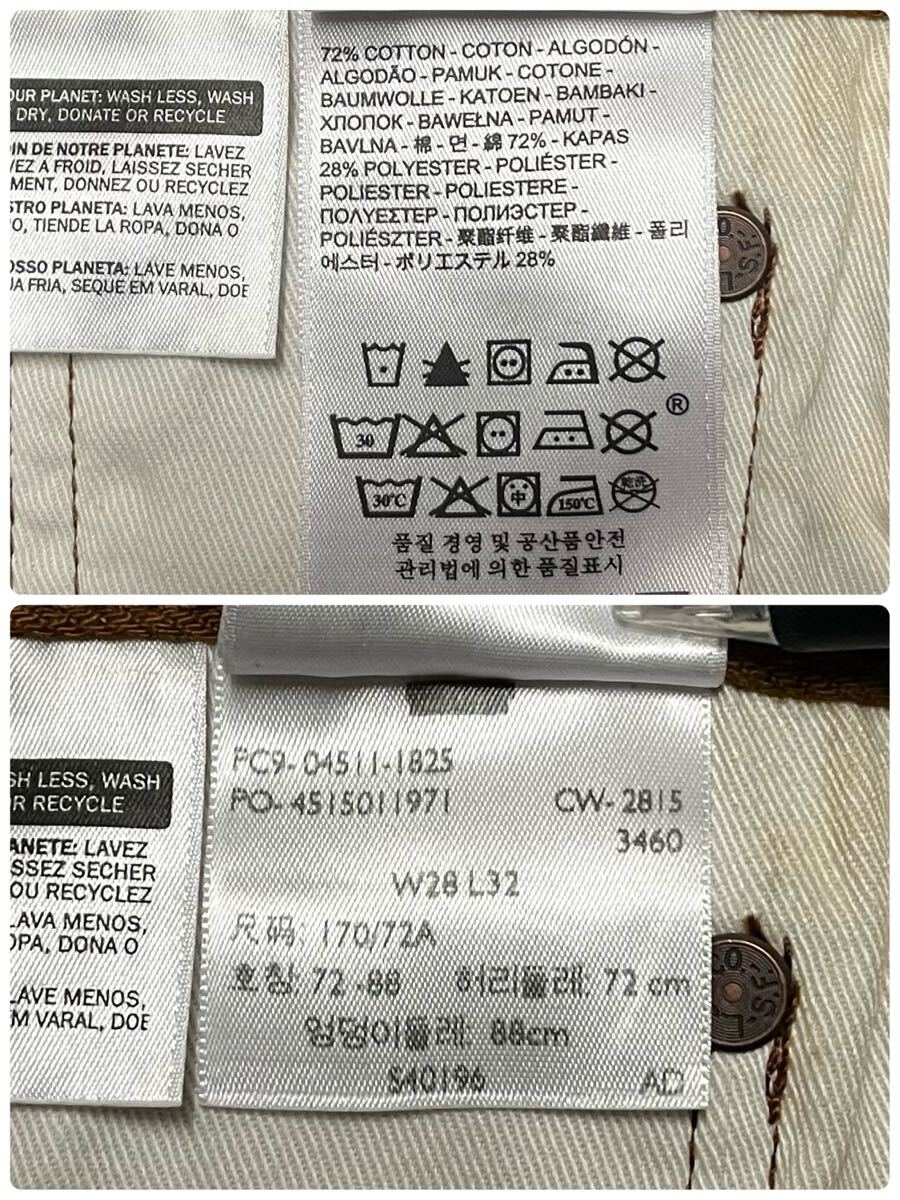 OUR PLANET: WASH LESS, WASH
DRY, DONATE OR RECYCLE
IN DE NOTRE PLANETE: LAVEZ
VEZ A FROID, LAISSEZ SECHER
MENT, DONNEZ OU RECYCLEZ
STRO PLANETA: LAVA MENOS,
O, TIENDE LA ROPA, DONA O
OSSO PLANETA: LAVE MENOS,
UA FRIA, SEQUE EM VARAL, DOE
72% COTTON - COTON - ALGODÓN -
ALGODÃO - PAMUK - COTONE -
BAUMWOLLE - KATOEN - BAMBAKI -
ХЛОПОК - BAWEŁNA - PAMUT -
BAVLNA - 棉 - 면 - 綿 72% - KAPAS
28% POLYESTER - POLIÉSTER -
POLIESTER - POLIESTERE -
ΠΟΛΥΕΣΤΕΡ - ПОЛИЭСТЕР -
POLIÉSZTER - 聚酯纤维 - 聚酯纖維 - 폴리
에스터 - ポリエステル 28%
®
30
30℃ 中 150℃ 乾洗
품질 경영 및 공산품안전
관리법에 의한 품질표시
S.F
SH LESS, WASH
R RECYCLE
ANETE: LAVEZ
SSEZ SECHER
OU RECYCLEZ
LAVA MENOS,
OPA, DONA O
LAVE MENOS,
M VARAL, DOE
PC9-04511-1825
PO-4515011971 CW-2815
3460
W28 L32
尺码: 170/72A
호칭: 72-88 허리둘레: 72 cm
엉덩이둘레: 88cm
S40196 AD
S.F